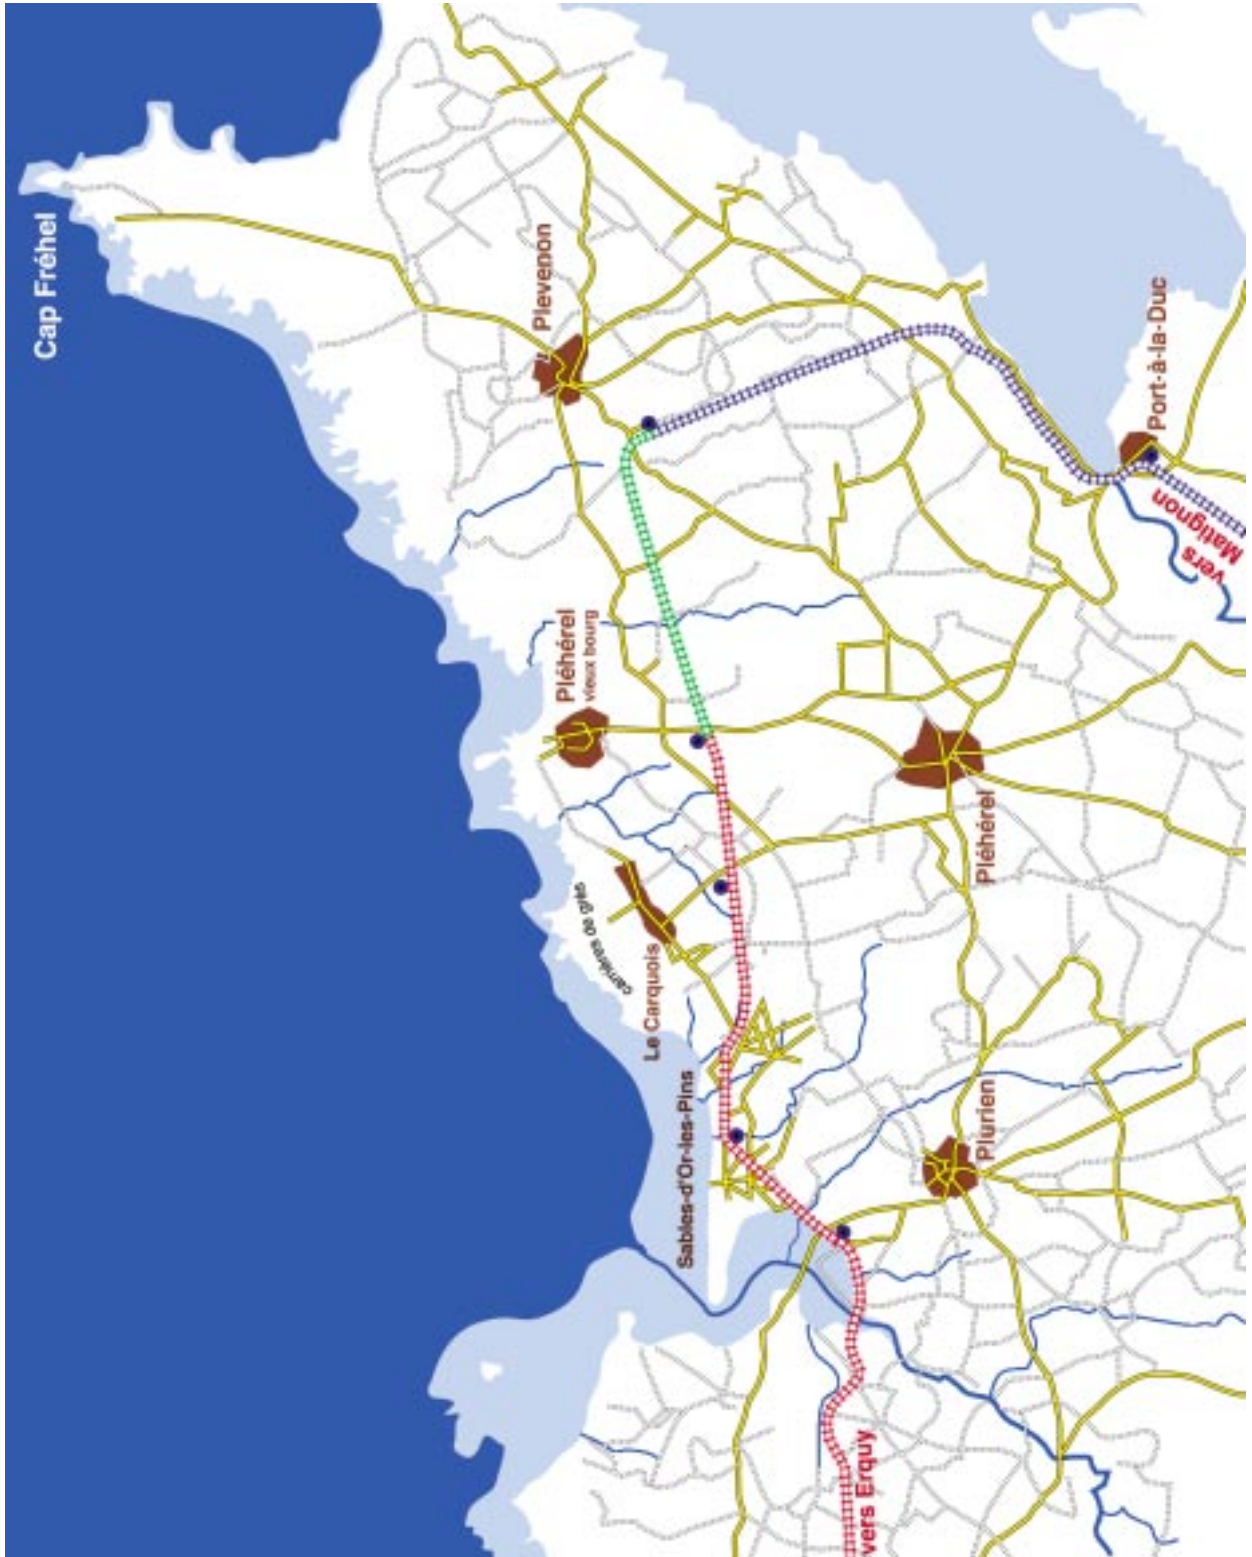 Cap Fréhel
Plevenon
Port-à-la-Duc
vers
Matignon
Pléhérel
vieux bourg
Pléhérel
carrières de grès
Le Carquois
Sables-d'Or-les-Pins
Plurien
vers Erquy